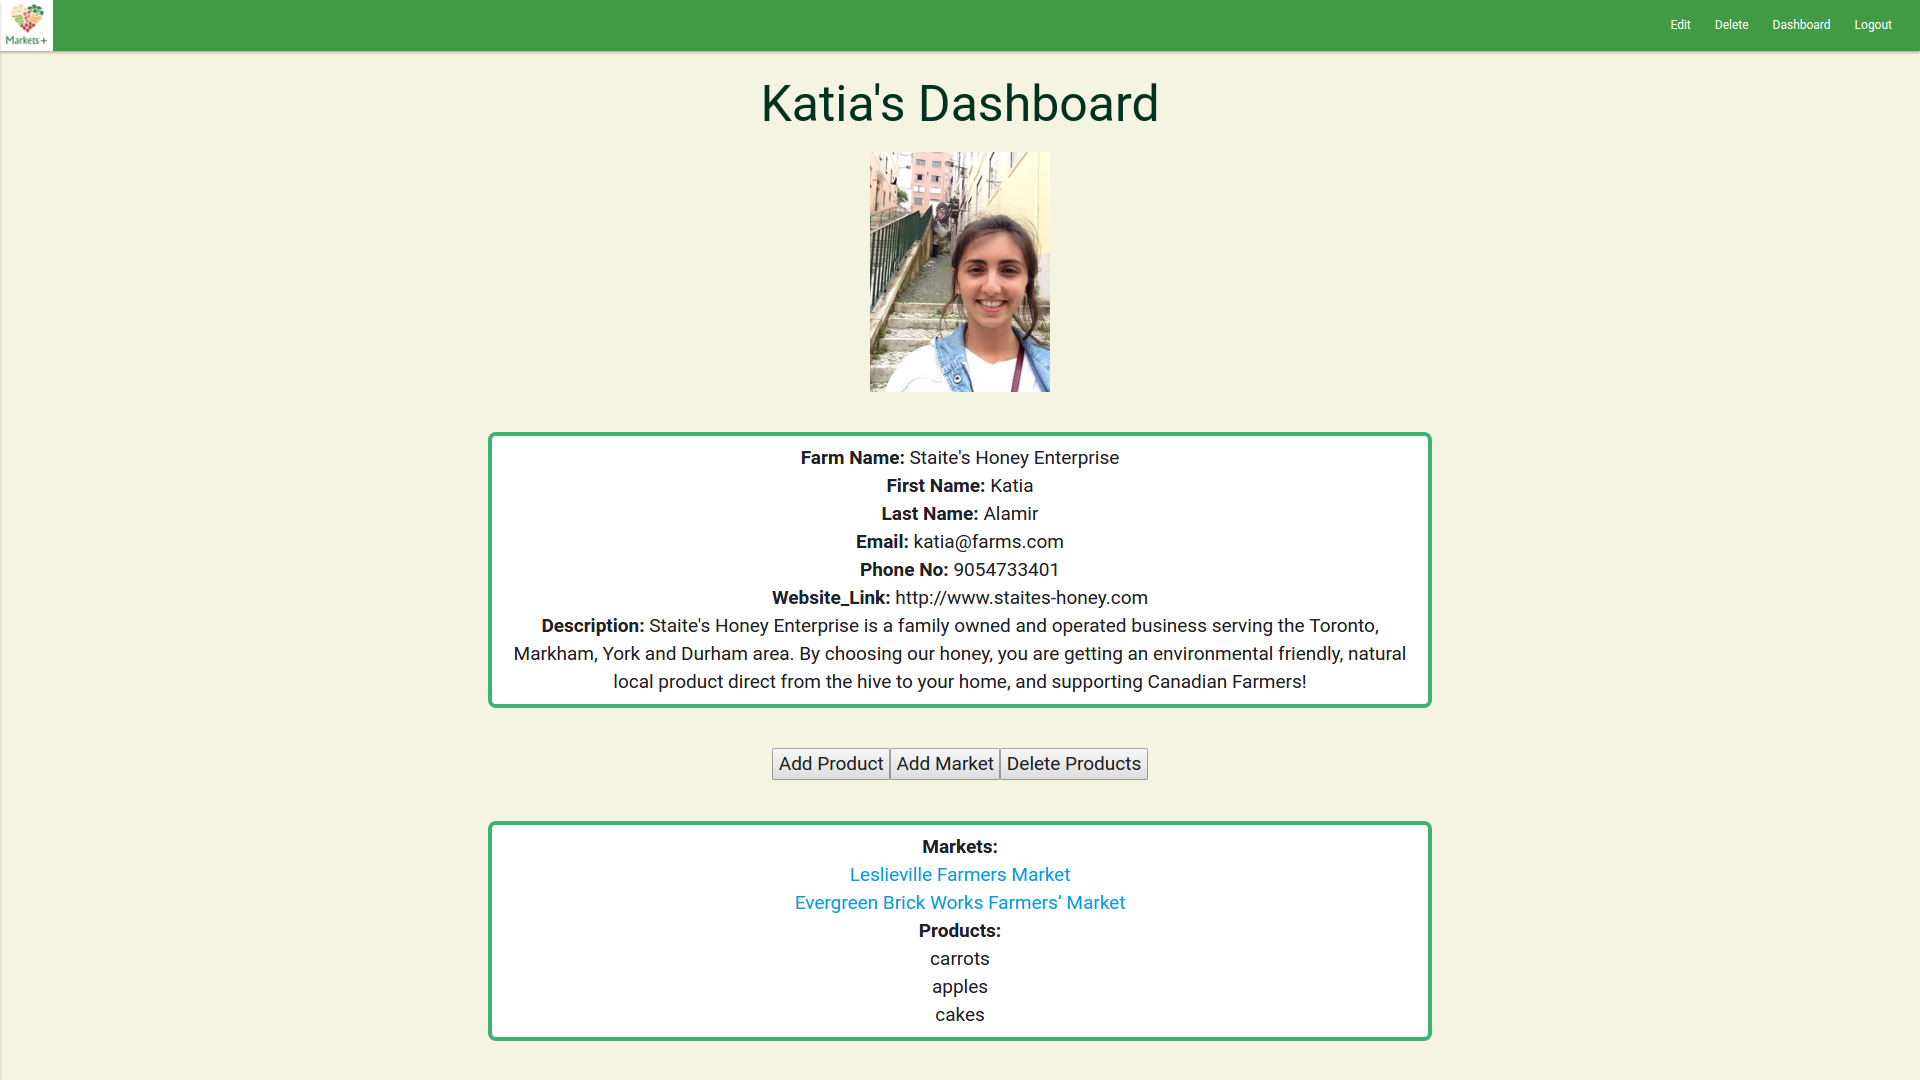 Markets+
Edit Delete Dashboard Logout
Katia's Dashboard
Farm Name: Staite's Honey Enterprise
First Name: Katia
Last Name: Alamir
Email: katia@farms.com
Phone No: 9054733401
Website_Link: http://www.staites-honey.com
Description: Staite's Honey Enterprise is a family owned and operated business serving the Toronto,
Markham, York and Durham area. By choosing our honey, you are getting an environmental friendly, natural
local product direct from the hive to your home, and supporting Canadian Farmers!
Add Product Add Market Delete Products
Markets:
Leslieville Farmers Market
Evergreen Brick Works Farmers’ Market
Products:
carrots
apples
cakes